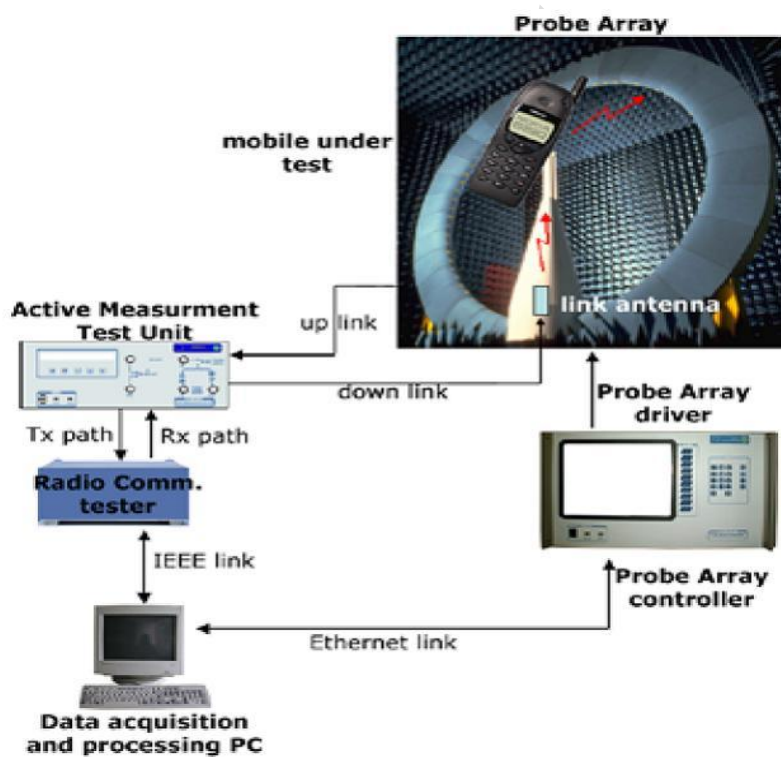 Probe Array
mobile under
test
link antenna
Active Measurment
Test Unit
up link
down link
Probe Array
driver
Tx path
Rx path
Radio Comm.
tester
IEEE link
Probe Array
controller
Ethernet link
Data acquisition
and processing PC